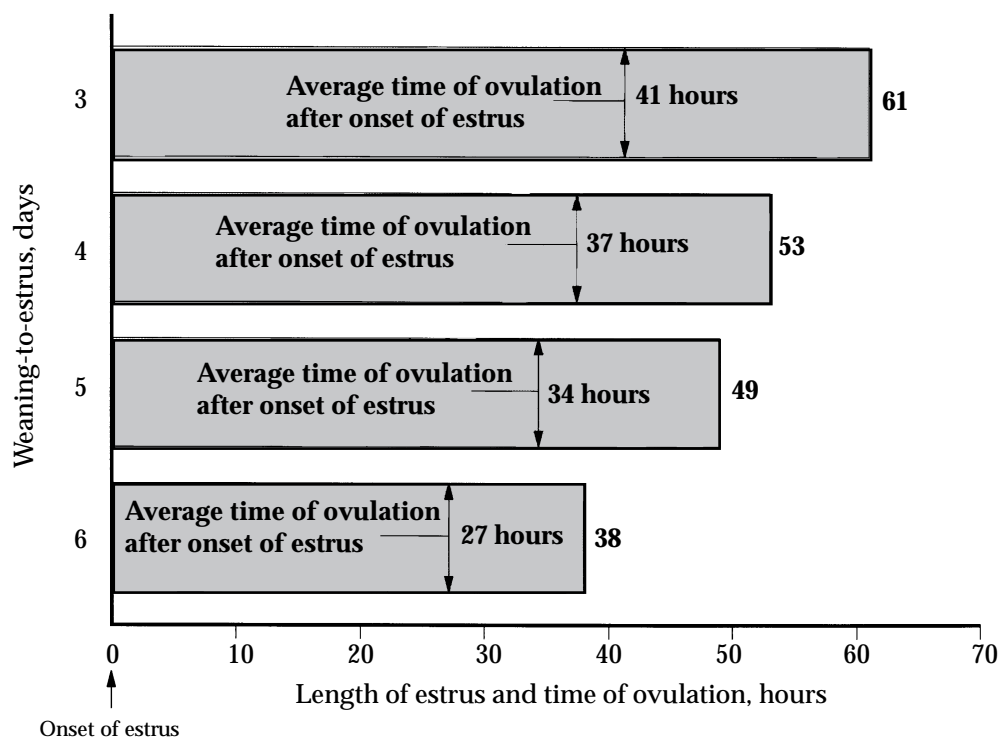 Weaning-to-estrus, days
3
Average time of ovulation
after onset of estrus
41 hours
61
4
Average time of ovulation
after onset of estrus
37 hours
53
5
Average time of ovulation
after onset of estrus
34 hours
49
6
Average time of ovulation
after onset of estrus
27 hours
38
0 10 20 30 40 50 60 70
Length of estrus and time of ovulation, hours
Onset of estrus